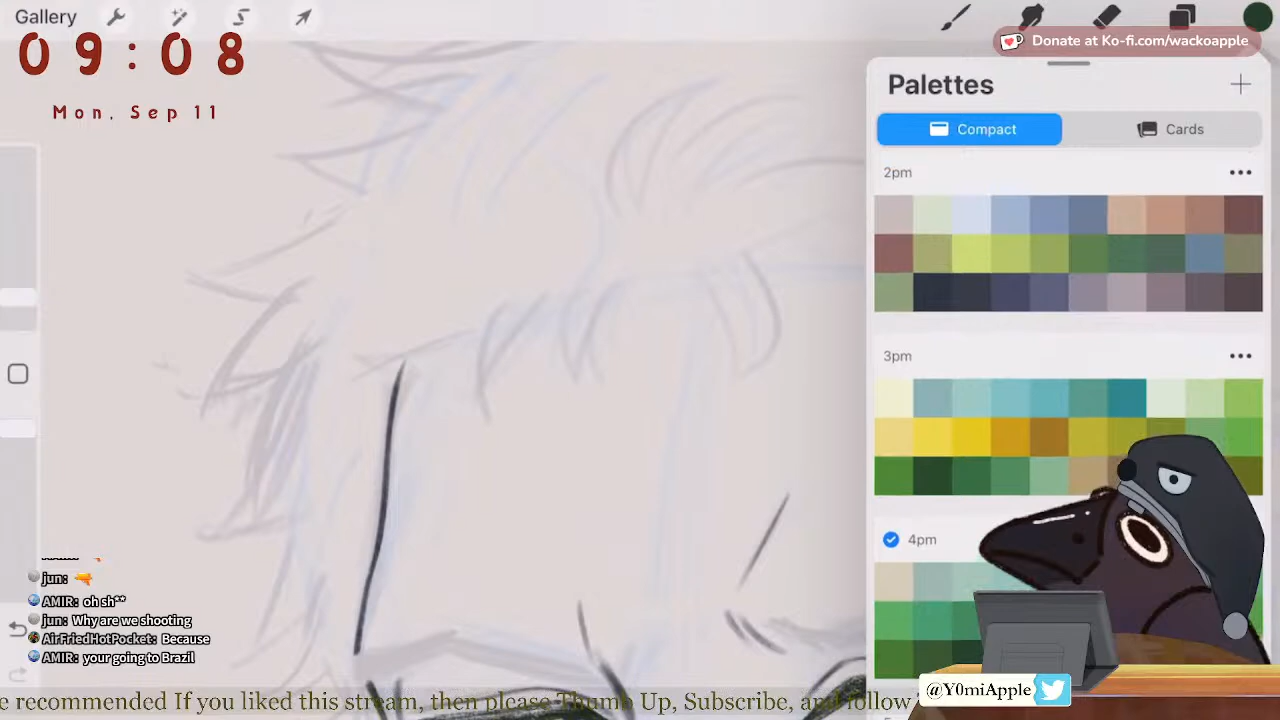 Gallery
09:08
Mon, Sep 11
Donate at Ko-fi.com/wackoapple
Palettes
Compact
Cards
2pm
3pm
4pm
jun:
AMIR: oh sh**
jun: Why are we shooting
AirFriedHotPocket: Because
AMIR: your going to Brazil
@Y0miApple
e recommended If you liked this stream, then please Thumb Up, Subscribe, and follow